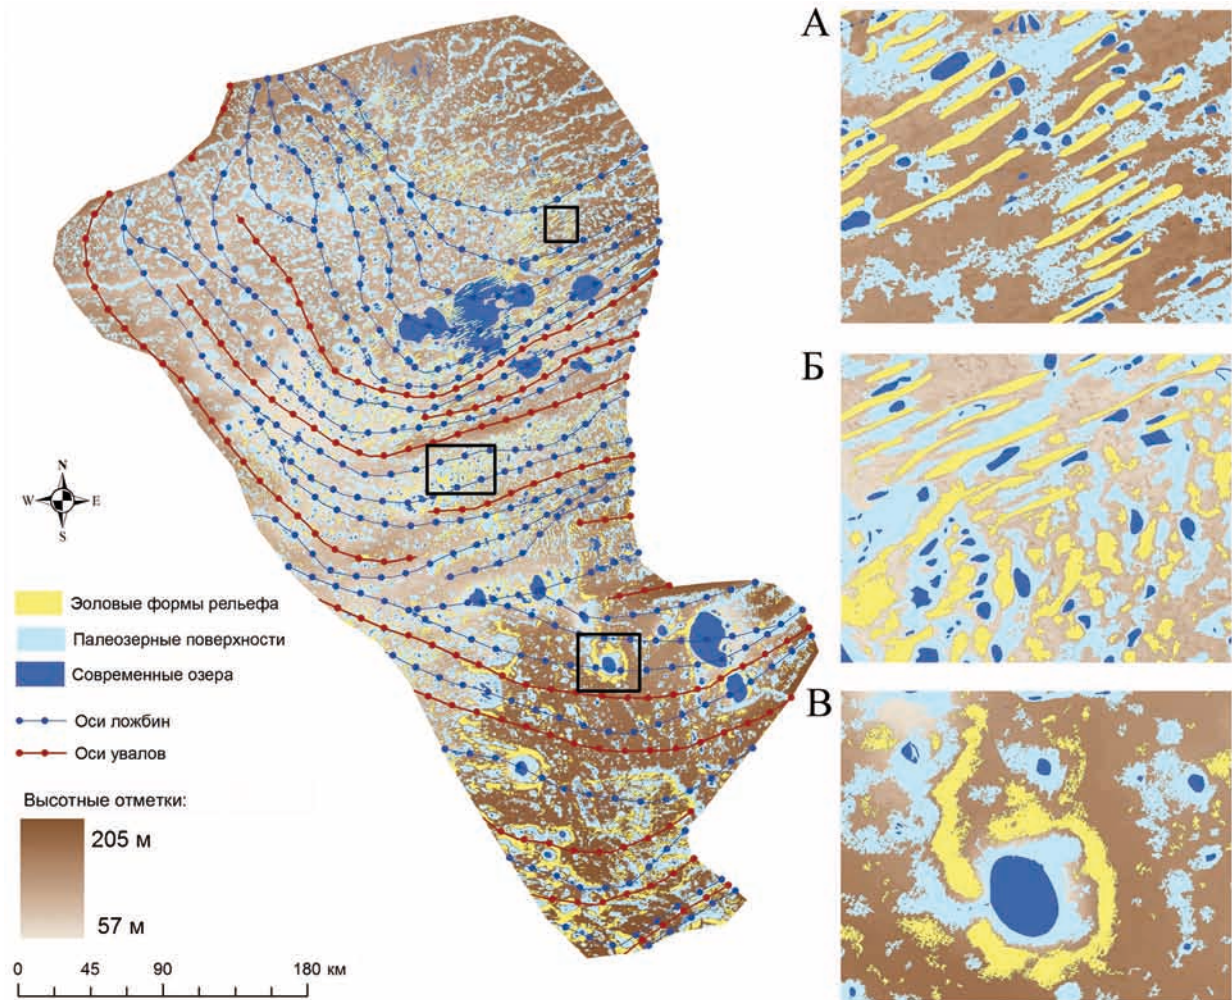 А
Б
В
N
W E
S
Эоловые формы рельефа
Палеозерные поверхности
Современные озера
Оси ложбин
Оси увалов
Высотные отметки:
205 м
57 м
0 45 90 180 км